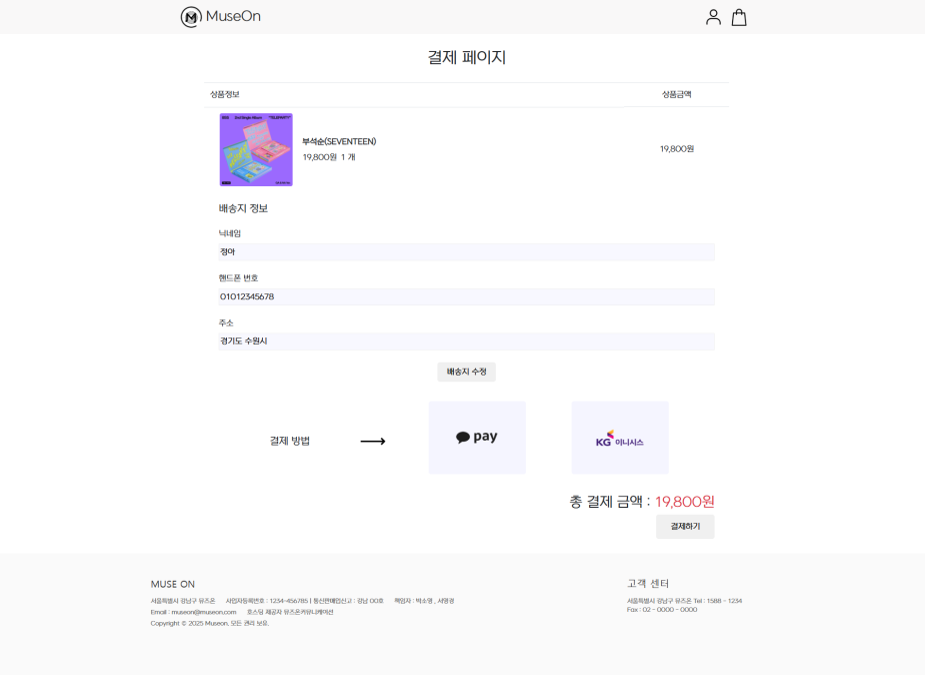 MuseOn
결제 페이지
상품정보 상품금액
부석순(SEVENTEEN)
19,800원 1 개
19,800원
배송지 정보
닉네임
정아
핸드폰 번호
01012345678
주소
경기도 수원시
배송지 수정
결제 방법
pay
KG 이니시스
총 결제 금액 : 19,800원
결제하기
MUSE ON
서울특별시 강남구 뮤즈온 사업자등록번호 : 1234-456785 | 통신판매업신고 : 강남 00호 책임자 : 박소영 , 서영경
Email : museon@museon.com 호스팅 제공자 뮤즈온커뮤니케이션
Copyright © 2025 Museon. 모든 권리 보유.
고객 센터
서울특별시 강남구 뮤즈온 Tel : 1588 - 1234
Fax : 02 - 0000 - 0000